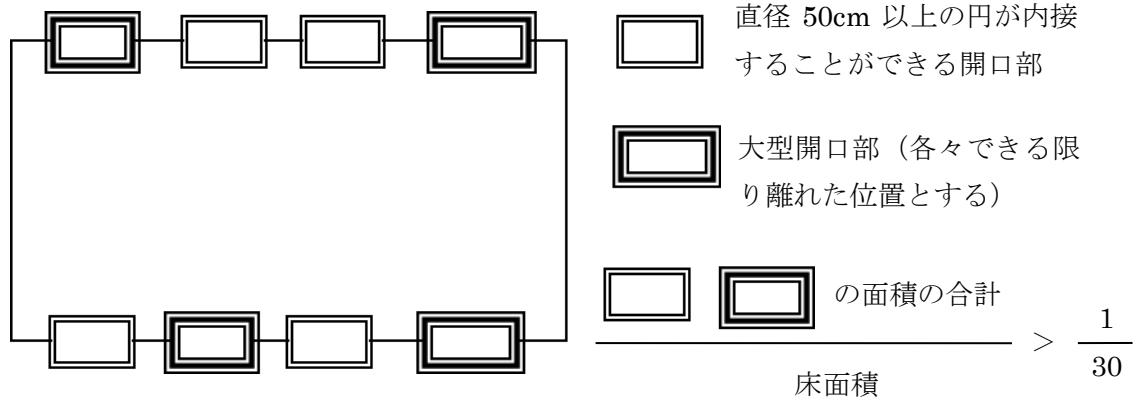 直径 50cm 以上の円が内接
することができる開口部
大型開口部（各々できる限
り離れた位置とする）
の面積の合計
床面積
＞
1
30